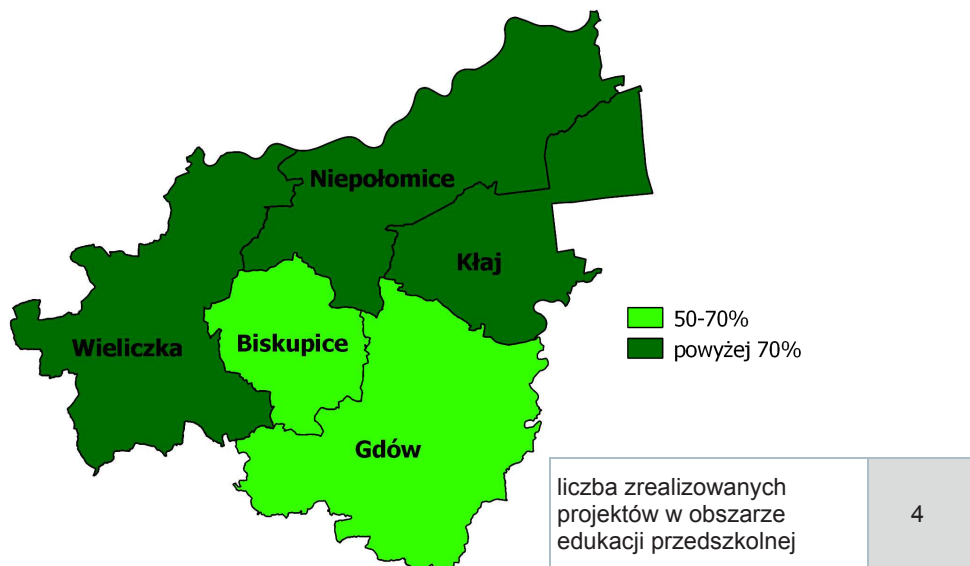 Niepołomice
Kłaj
Wieliczka
Biskupice
Gdów
50-70%
powyżej 70%
liczba zrealizowanych
projektów w obszarze
edukacji przedszkolnej
4